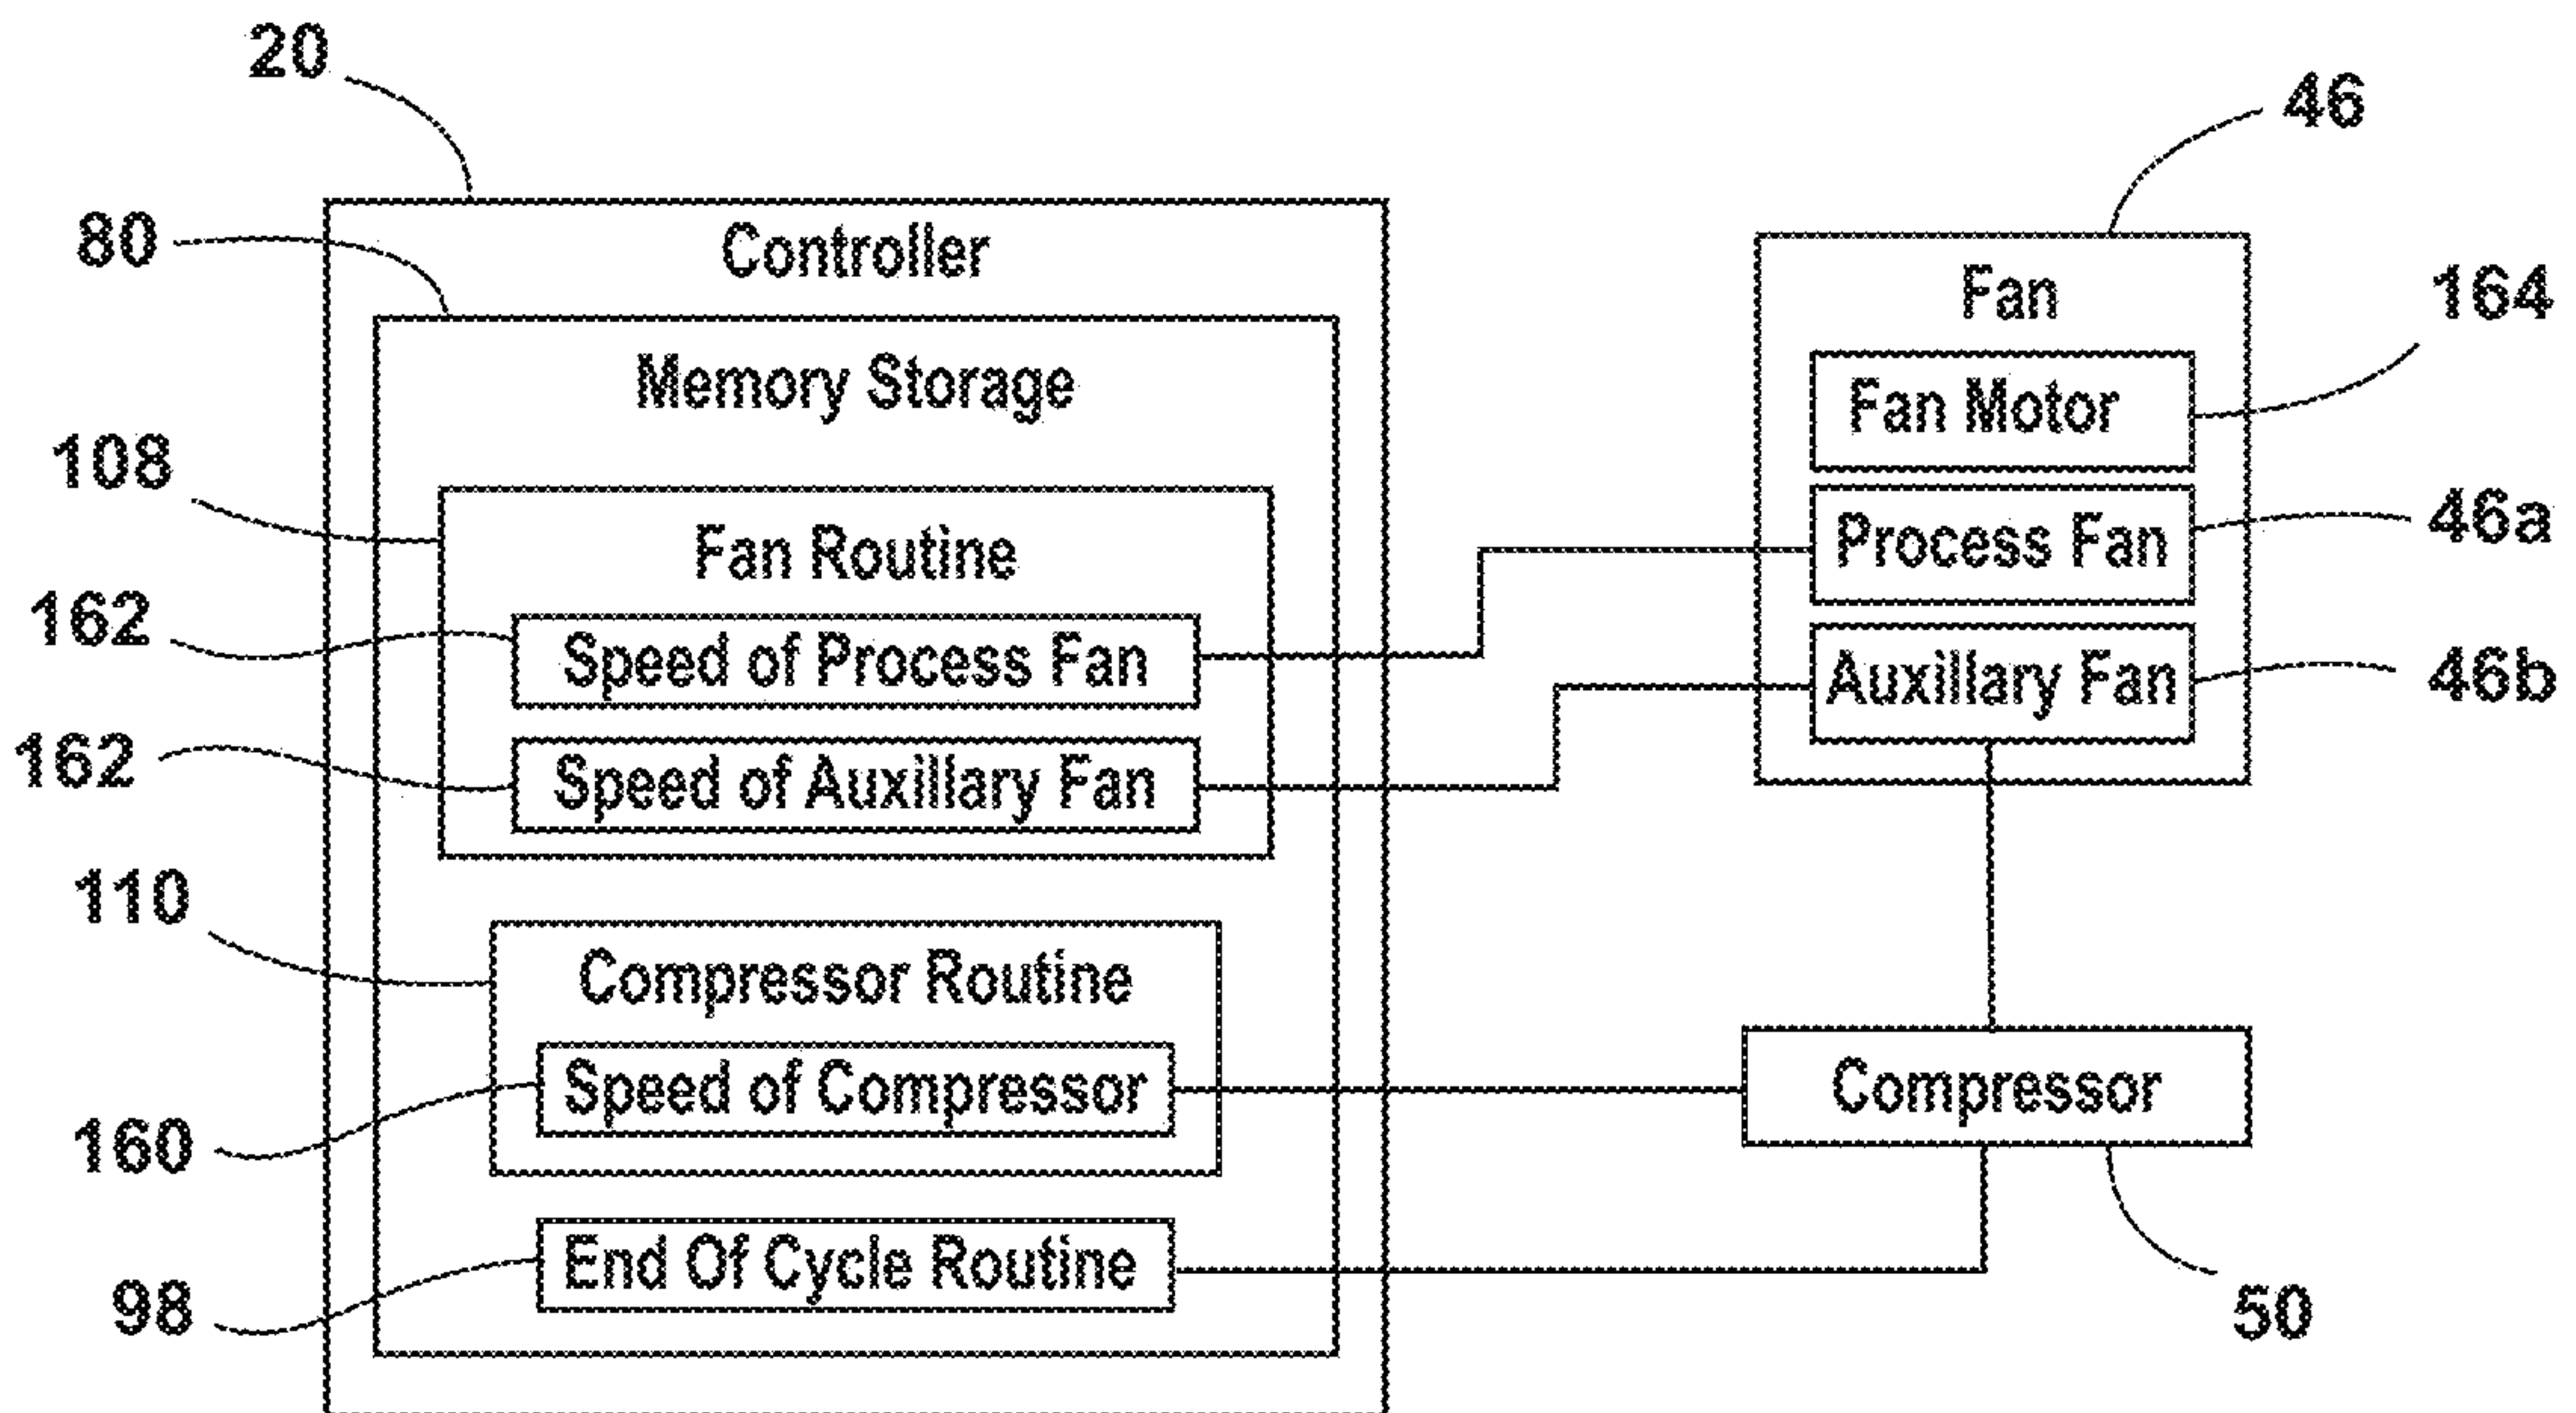 20
46
80
Controller
Fan
164
Memory Storage
Fan Motor
108
46a
Fan Routine
Process Fan
162
Speed of Process Fan
Auxillary Fan
46b
162
Speed of Auxillary Fan
110
Compressor Routine
Speed of Compressor
Compressor
160
End Of Cycle Routine
98
50